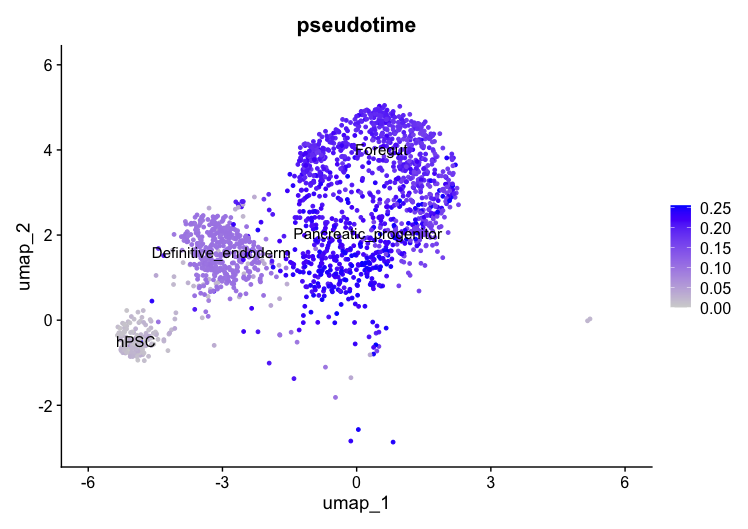 pseudotime
6
4
2
0
-2
umap_2
Foregut
Pancreatic_progenitor
Definitive_endoderm
hPSC
-6
-3
0
3
6
umap_1
0.25
0.20
0.15
0.10
0.05
0.00